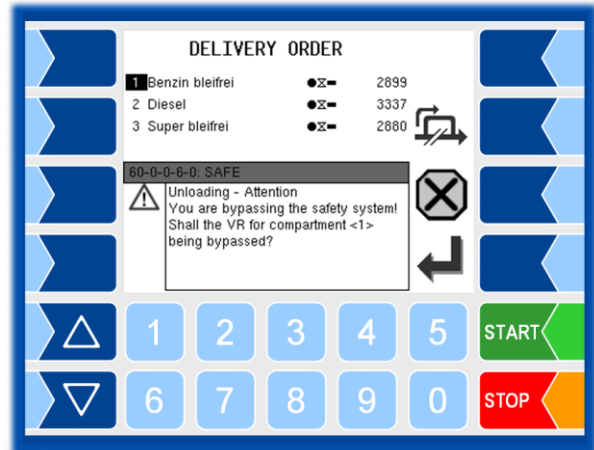 DELIVERY ORDER
1 Benzin bleifrei 2899
2 Diesel 3337
3 Super bleifrei 2880
60-0-0-6-0: SAFE
Unloading - Attention
You are bypassing the safety system!
Shall the VR for compartment <1>
being bypassed?
1 2 3 4 5 START
6 7 8 9 0 STOP